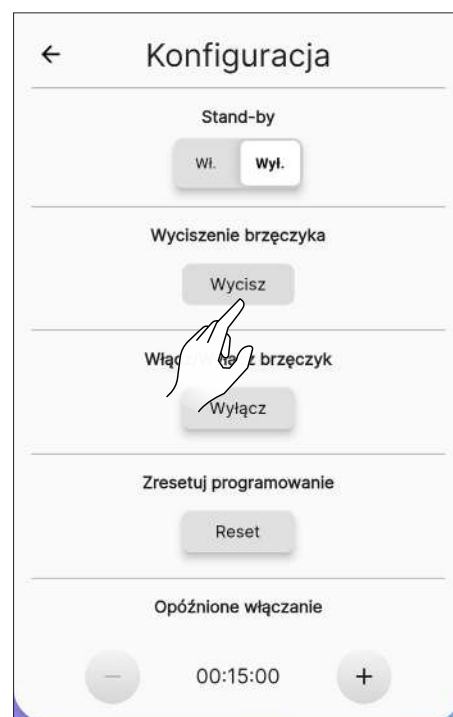 Konfiguracja
Stand-by
Wł. Wył.
Wyciszenie brzęczyka
Wycisz
brzęczyk
Wyłącz
Zresetuj programowanie
Reset
Opóźnione włączanie
00:15:00